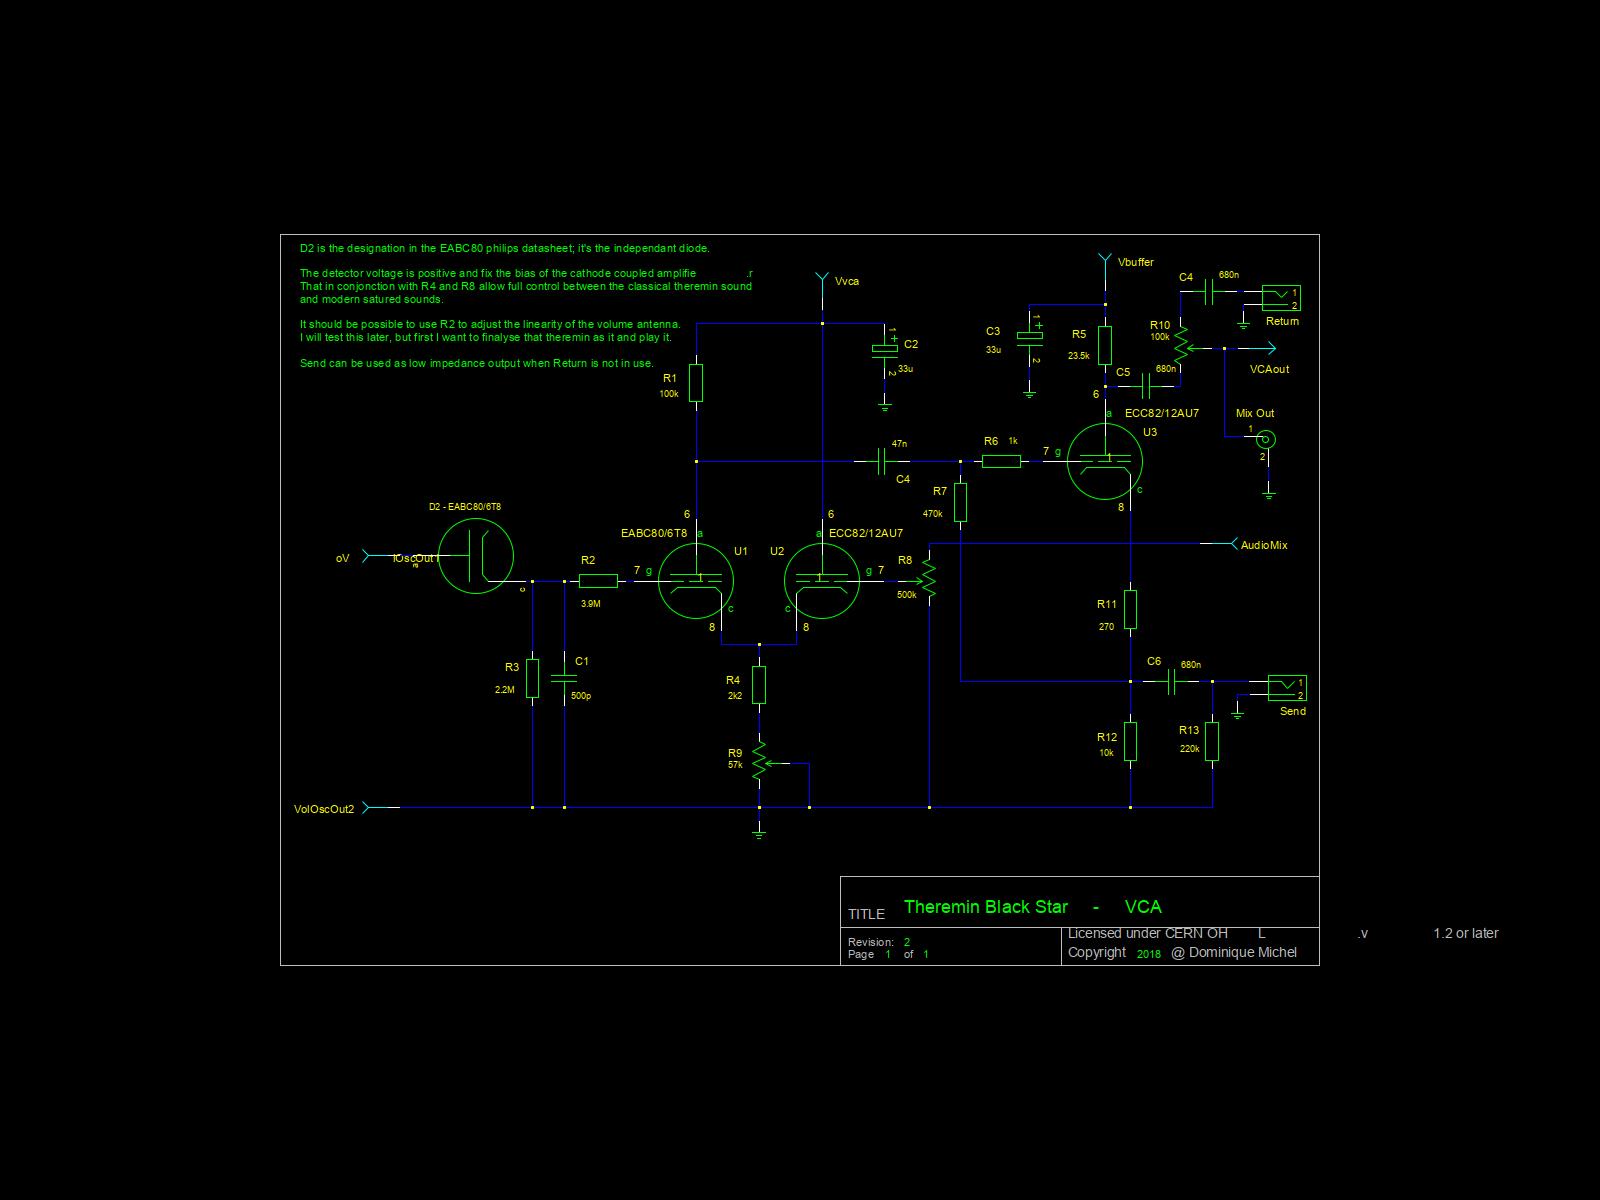 D2 is the designation in the EABC80 philips datasheet; it's the independant diode.
The detector voltage is positive and fix the bias of the cathode coupled amplifie .r
That in conjonction with R4 and R8 allow full control between the classical theremin sound
and modern satured sounds.
It should be possible to use R2 to adjust the linearity of the volume antenna.
I will test this later, but first I want to finalyse that theremin as it and play it.
Send can be used as low impedance output when Return is not in use.
Vvca
Vbuffer
C4
680n
1
2
Return
C2
33u
1
+
2
C3
33u
1
+
2
R5
23.5k
R10
100k
VCAout
C5
680n
R1
100k
6
a
ECC82/12AU7
U3
Mix Out
1
2
47n
C4
R6
1k
7
g
1
c
8
R7
470k
D2 - EABC80/6T8
oV
lOscOut1
a
c
R2
3.9M
6
a
EABC80/6T8
U1
7
g
1
c
8
6
a
ECC82/12AU7
U2
g
7
1
c
8
R8
500k
AudioMix
R11
270
R3
2.2M
C1
500p
R4
2k2
C6
680n
1
2
Send
R9
57k
R12
10k
R13
220k
VolOscOut2
TITLE
Theremin Black Star - VCA
Revision: 2
Page 1 of 1
Licensed under CERN OH L .v 1.2 or later
Copyright 2018 @ Dominique Michel